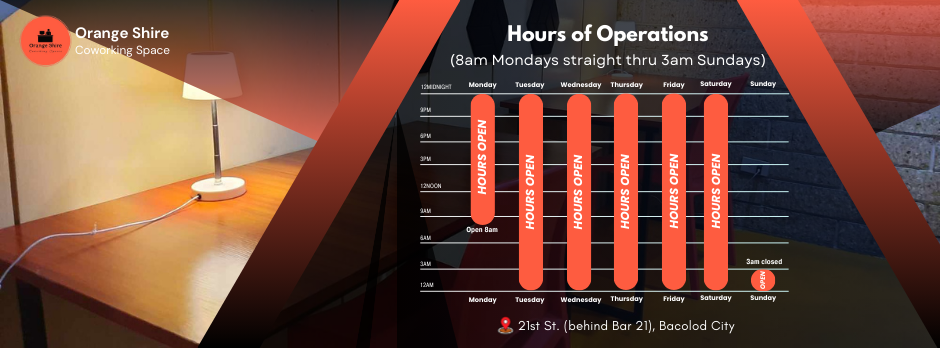 Orange Shire
Coworking Space
Orange Shire
Hours of Operations
(8am Mondays straight thru 3am Sundays)
Monday Tuesday Wednesday Thursday Friday Saturday Sunday
12MIDNIGHT
9PM
6PM
3PM
12NOON
9AM
6AM
3AM
12AM
HOURS OPEN
HOURS OPEN
HOURS OPEN
HOURS OPEN
HOURS OPEN
HOURS OPEN
Open 8am
3am closed
OPEN
Monday Tuesday Wednesday Thursday Friday Saturday Sunday
21st St. (behind Bar 21), Bacolod City